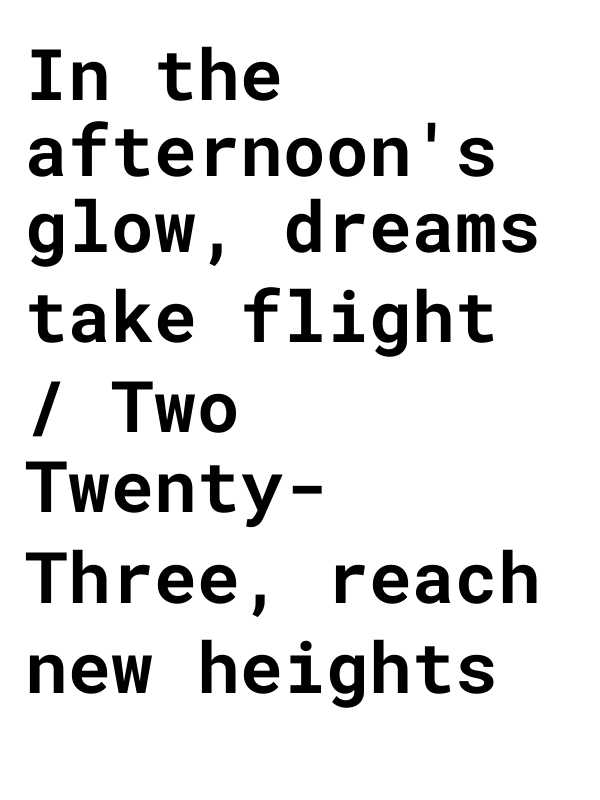 In the
afternoon's
glow, dreams
take flight
/ Two
Twenty-
Three, reach
new heights